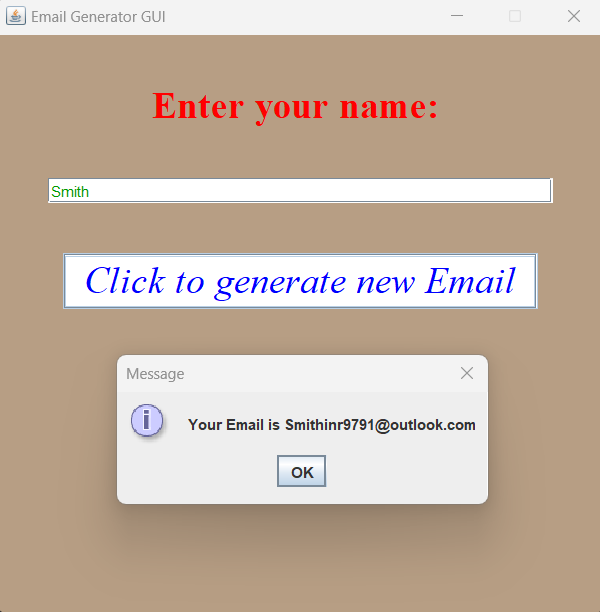 Email Generator GUI
Enter your name:
Smith
Click to generate new Email
Message
Your Email is Smithinr9791@outlook.com
OK